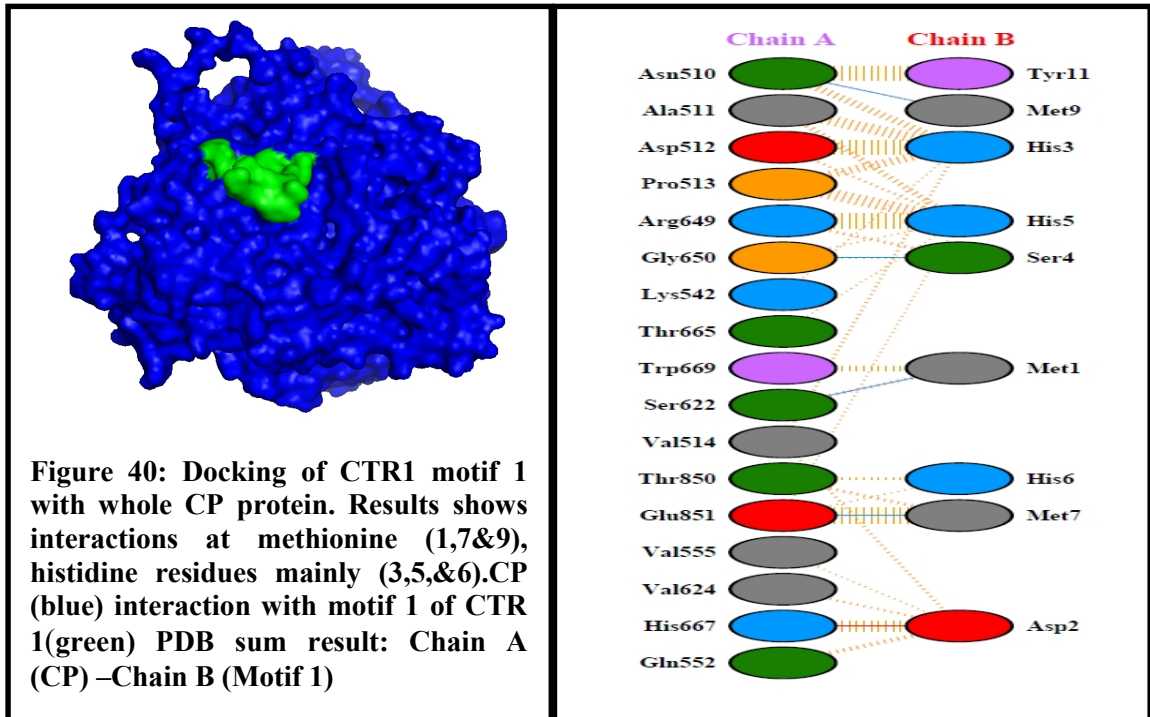 Figure 40: Docking of CTR1 motif 1
with whole CP protein. Results shows
interactions at methionine (1,7&9),
histidine residues mainly (3,5,&6).CP
(blue) interaction with motif 1 of CTR
1(green) PDB sum result: Chain A
(CP) –Chain B (Motif 1)
Chain A Chain B
Asn510 Tyr11
Ala511 Met9
Asp512 His3
Pro513
Arg649 His5
Gly650 Ser4
Lys542
Thr665
Trp669 Met1
Ser622
Val514
Thr850 His6
Glu851 Met7
Val555
Val624
His667 Asp2
Gln552